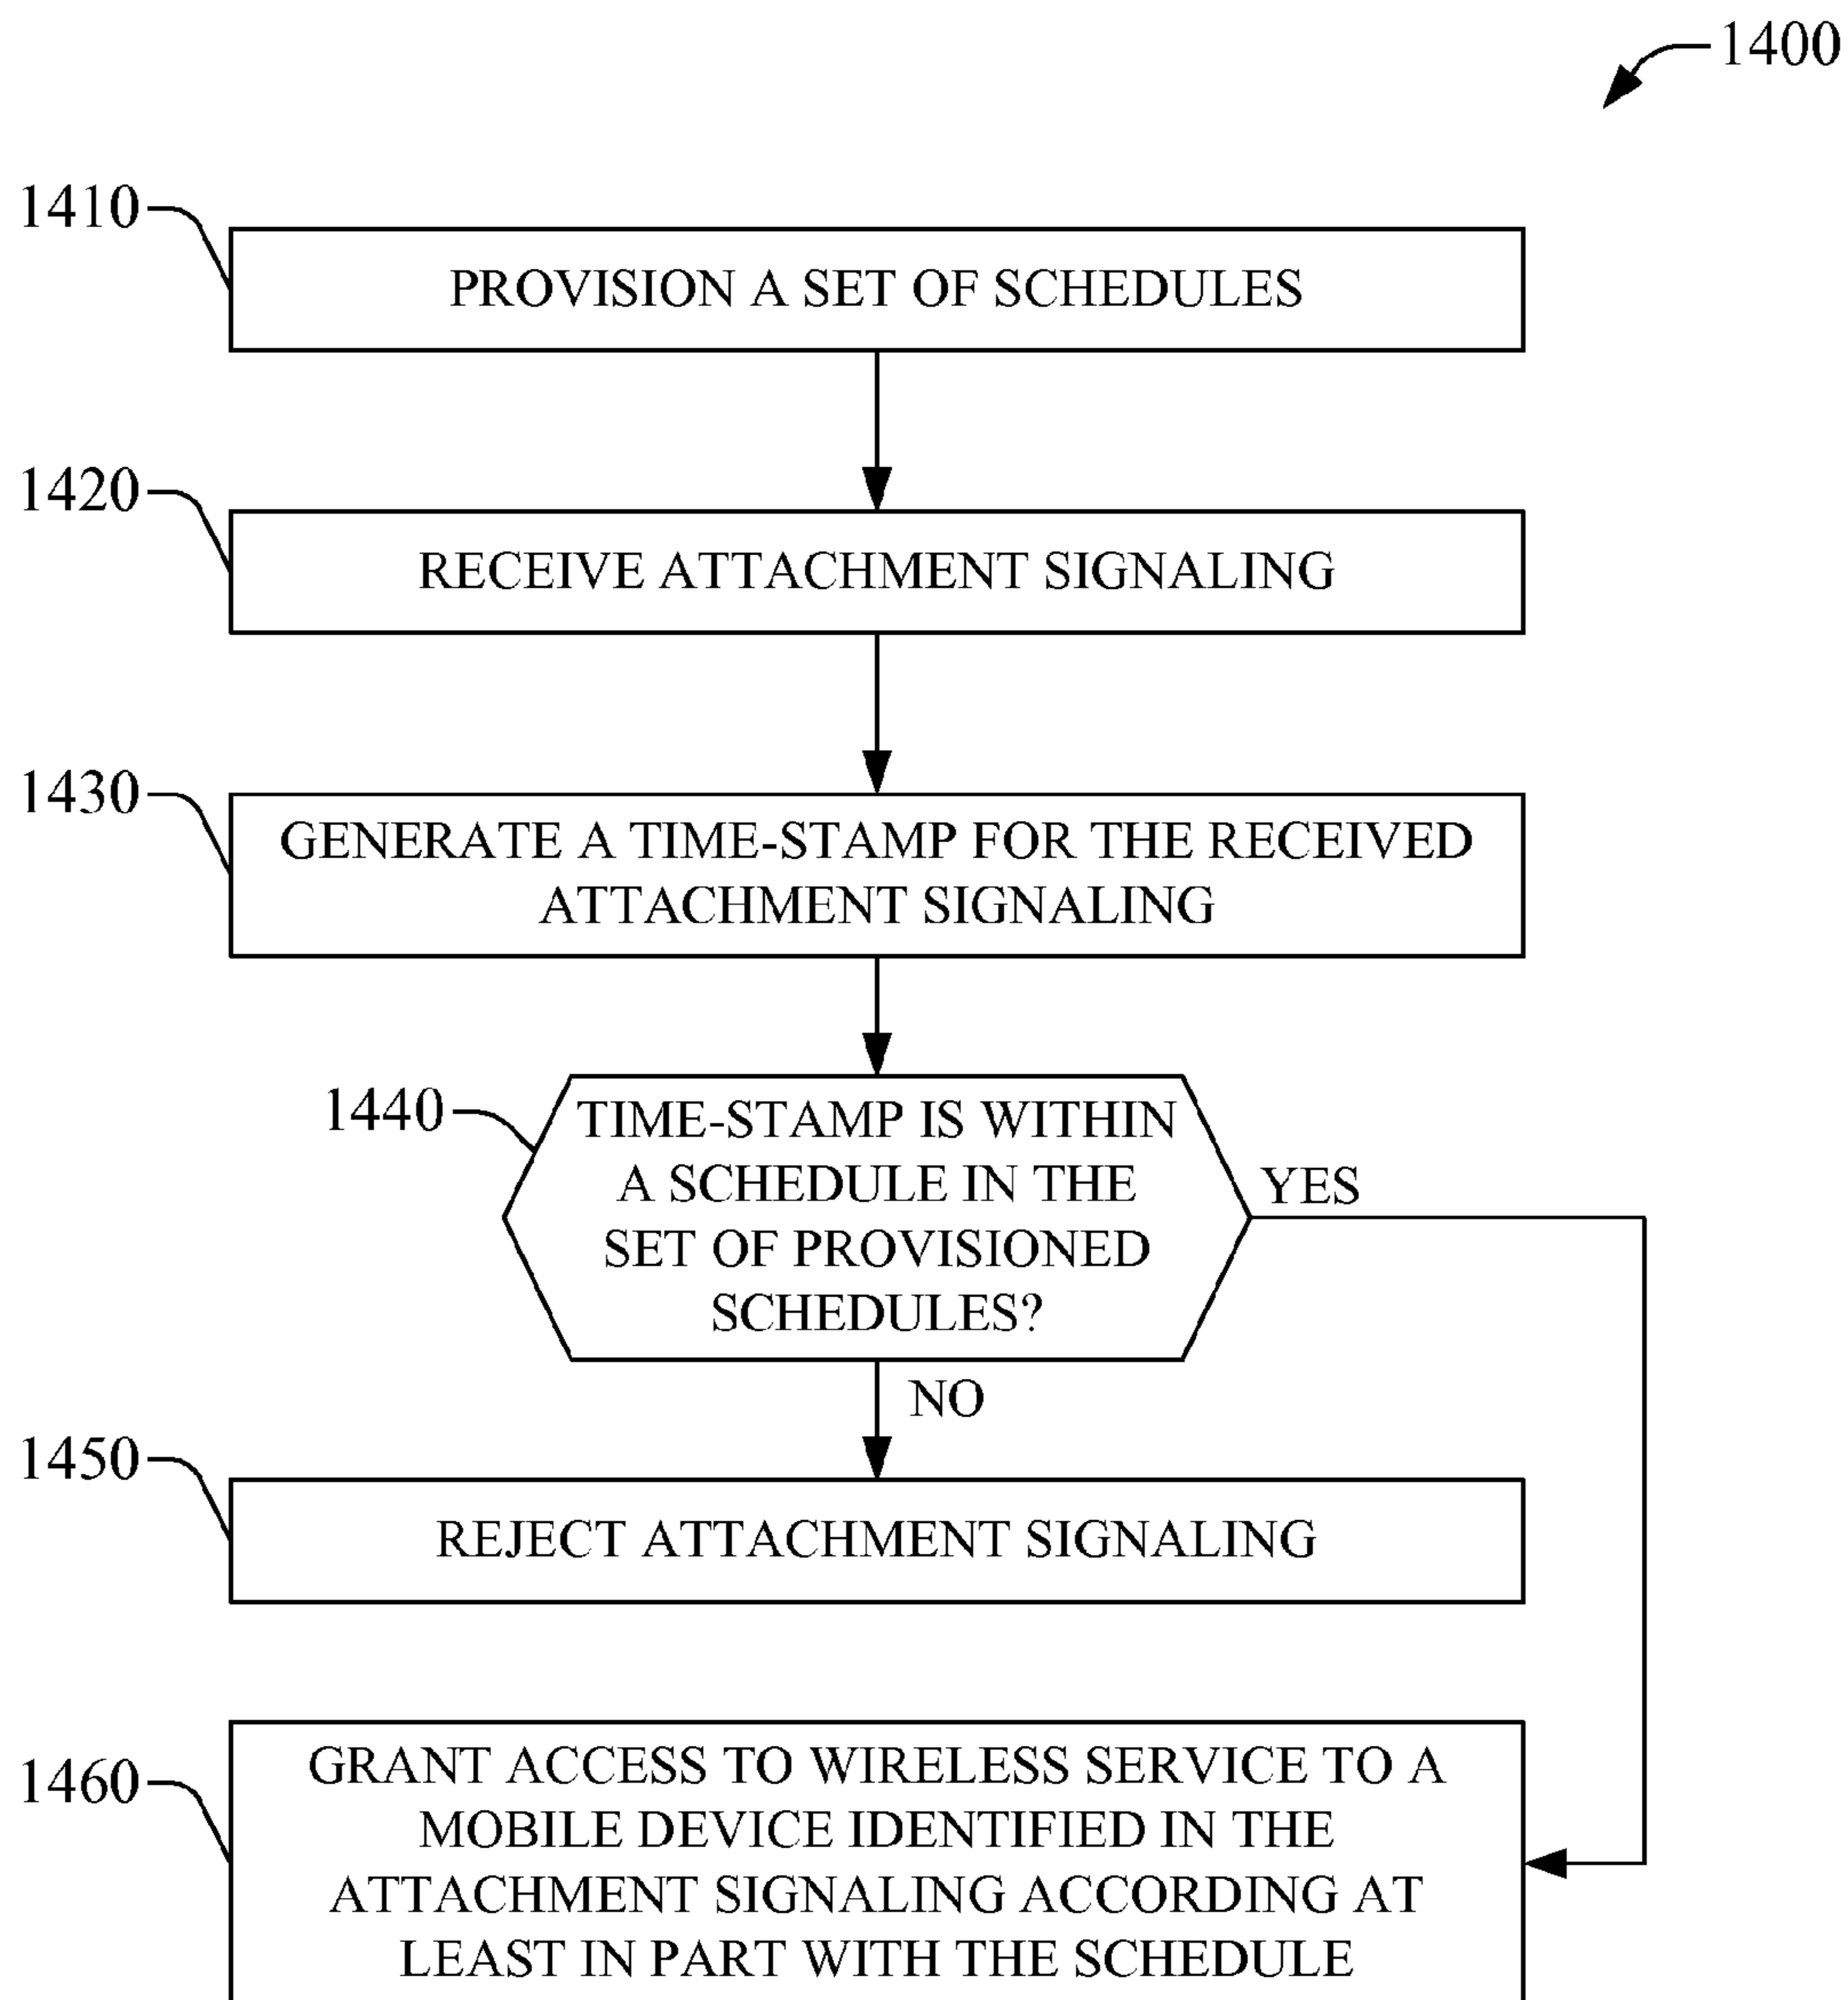 1400
1410
PROVISION A SET OF SCHEDULES
1420
RECEIVE ATTACHMENT SIGNALING
1430
GENERATE A TIME-STAMP FOR THE RECEIVED
ATTACHMENT SIGNALING
1440
TIME-STAMP IS WITHIN
A SCHEDULE IN THE
SET OF PROVISIONED
SCHEDULES?
YES
NO
1450
REJECT ATTACHMENT SIGNALING
1460
GRANT ACCESS TO WIRELESS SERVICE TO A
MOBILE DEVICE IDENTIFIED IN THE
ATTACHMENT SIGNALING ACCORDING AT
LEAST IN PART WITH THE SCHEDULE